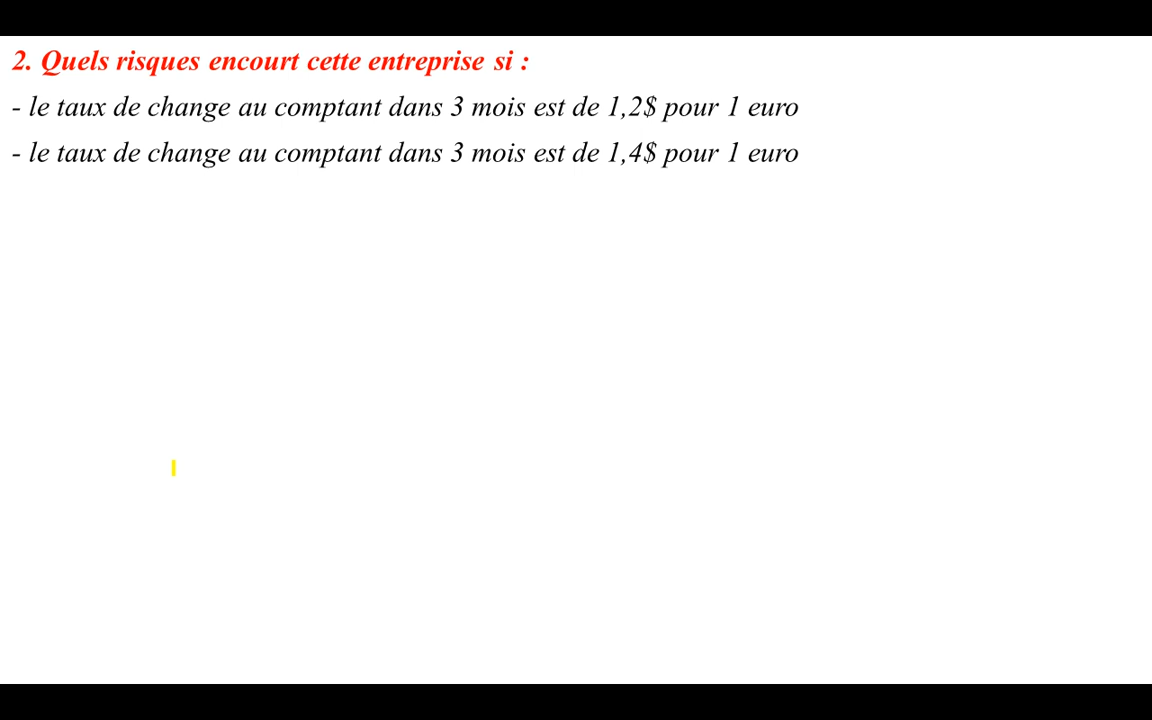 2. Quels risques encourt cette entreprise si :
- le taux de change au comptant dans 3 mois est de 1,2$ pour 1 euro
- le taux de change au comptant dans 3 mois est de 1,4$ pour 1 euro